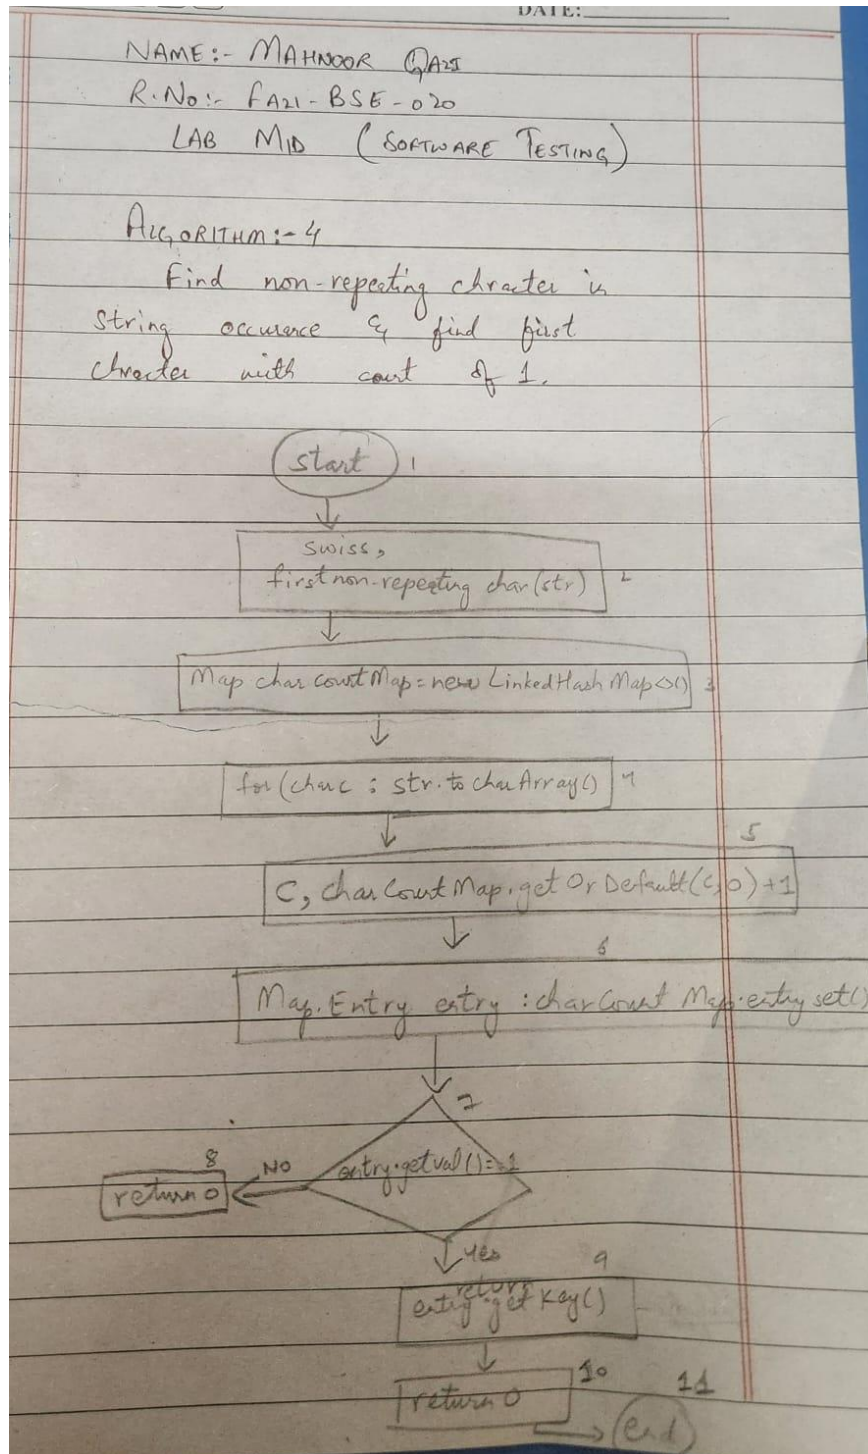 DATE:
NAME:- MAHNOOR QAZI
R.No:- FA21-BSE-020
LAB MID (SOFTWARE TESTING)
ALGORITHM:- 4
Find non-repeating chracter in
string occurence & find first
chracter with count of 1.
start 1
swiss,
first non-repeating char(str) 2
Map charCountMap = new LinkedHashMap<>() 3
for(char c : str.toCharArray() 4
5
C, charCountMap.getOrDefault(c,0)+1
6
Map.Entry entry : charCount Map.entry set()
7
8
NO
entry.getval()==1
return 0
yes
9
return
entry.getKey()
10
11
return 0
end